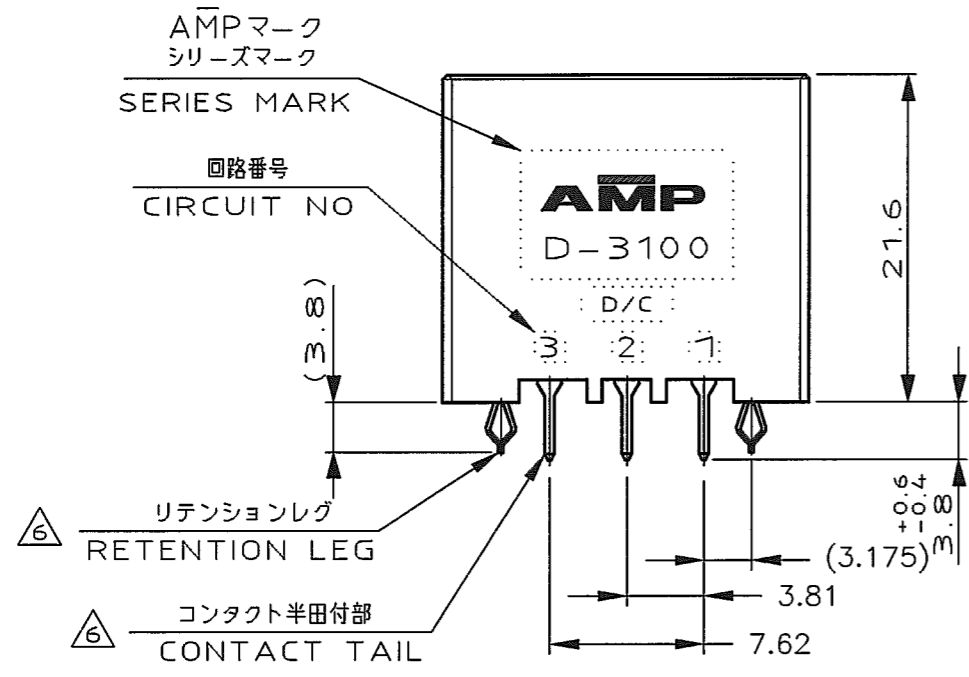 AMPマーク
シリーズマーク
SERIES MARK
回路番号
CIRCUIT NO
AMP
D-3100
D/C
3 2 1
21.6
(3.8)
6
リテンションレグ
RETENTION LEG
6
コンタクト半田付部
CONTACT TAIL
3.8 +0.6 -0.4
(3.175)
3.81
7.62